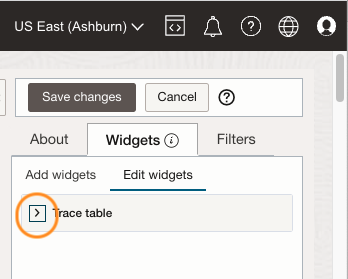 US East (Ashburn)
Save changes Cancel
About Widgets Filters
Add widgets Edit widgets
Trace table